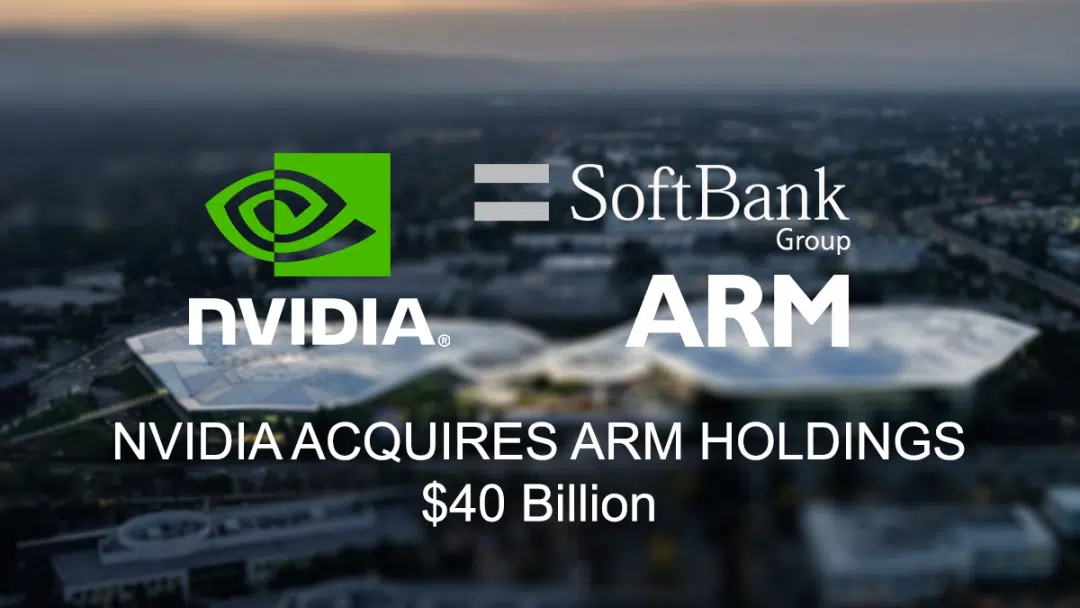 SoftBank
Group
NVIDIA®
ARM
NVIDIA ACQUIRES ARM HOLDINGS
$40 Billion